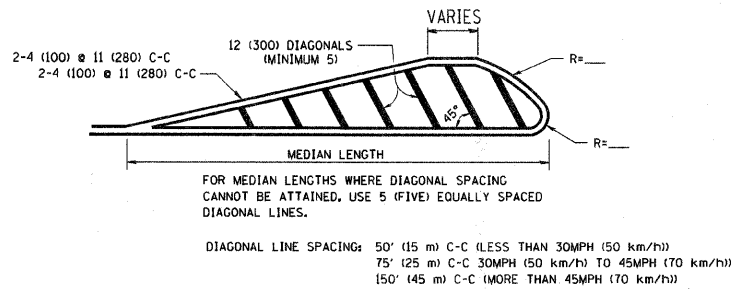 VARIES
2-4 (100) @ 11 (280) C-C
2-4 (100) @ 11 (280) C-C
12 (300) DIAGONALS
(MINIMUM 5)
R=___
45°
R=___
MEDIAN LENGTH
FOR MEDIAN LENGTHS WHERE DIAGONAL SPACING
CANNOT BE ATTAINED, USE 5 (FIVE) EQUALLY SPACED
DIAGONAL LINES.
DIAGONAL LINE SPACING: 50' (15 m) C-C (LESS THAN 30MPH (50 km/h))
75' (25 m) C-C 30MPH (50 km/h) TO 45MPH (70 km/h))
150' (45 m) C-C (MORE THAN 45MPH (70 km/h))